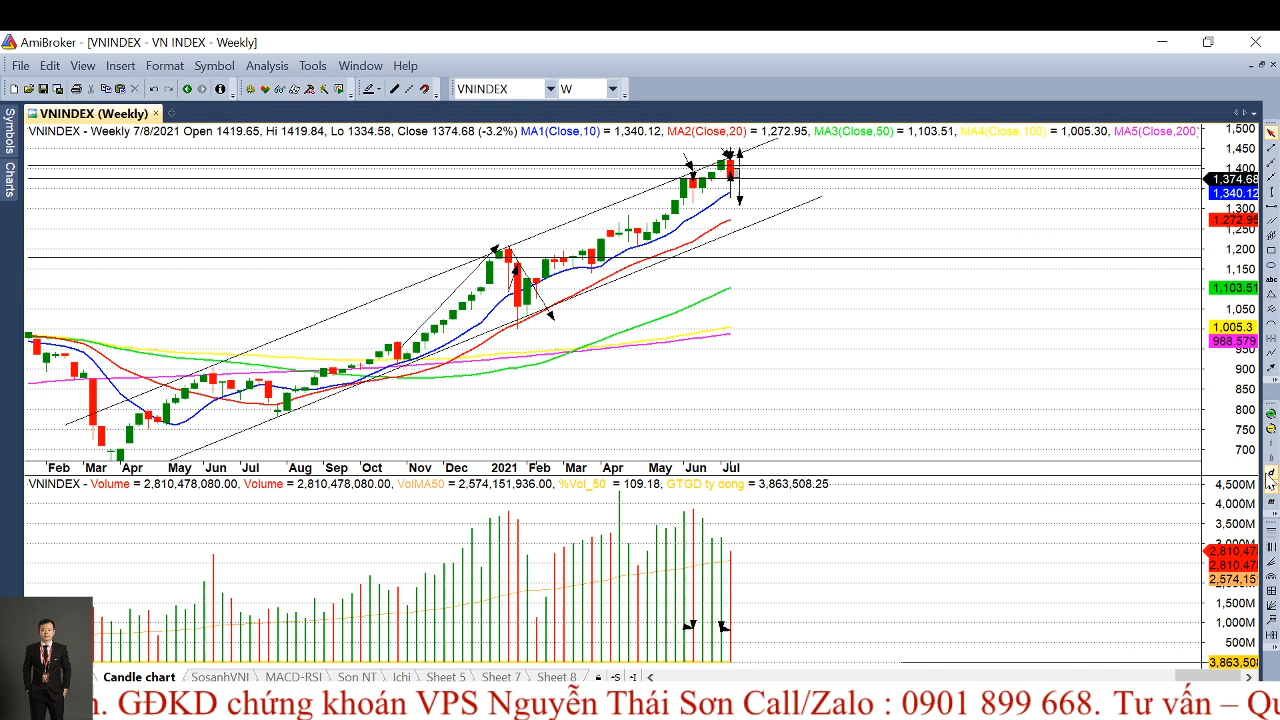 AmiBroker - [VNINDEX - VN INDEX - Weekly]
File Edit View Insert Format Symbol Analysis Tools Window Help
VNINDEX W
VNINDEX (Weekly)
Symbols
Charts
VNINDEX - Weekly 7/8/2021 Open 1419.65, Hi 1419.84, Lo 1334.58, Close 1374.68 (-3.2%) MA1(Close,10) = 1,340.12, MA2(Close,20) = 1,272.95, MA3(Close,50) = 1,103.51, MA4(Close,100) = 1,005.30, MA5(Close,200)
1,500
1,450
1,400
1,374.68
1,340.12
1,300
1,272.95
1,250
1,200
1,150
1,103.51
1,050
1,005.3
988.579
950
900
850
800
750
700
Feb Mar Apr May Jun Jul Aug Sep Oct Nov Dec 2021 Feb Mar Apr May Jun Jul
VNINDEX - Volume = 2,810,478,080.00, Volume = 2,810,478,080.00, VolMA50 = 2,574,151,936.00, %Vol_50 = 109.18, GTGD ty dong = 3,863,508.25
4,500M
4,000M
3,500M
3,000M
2,810,47
2,810,47
2,574,15
1,500M
1,000M
500M
3,863,50
Candle chart SosanhVNI MACD-RSI Son NT Ichi Sheet 5 Sheet 7 Sheet 8
n. GĐKD chứng khoán VPS Nguyễn Thái Sơn Call/Zalo : 0901 899 668. Tư vấn – Qu